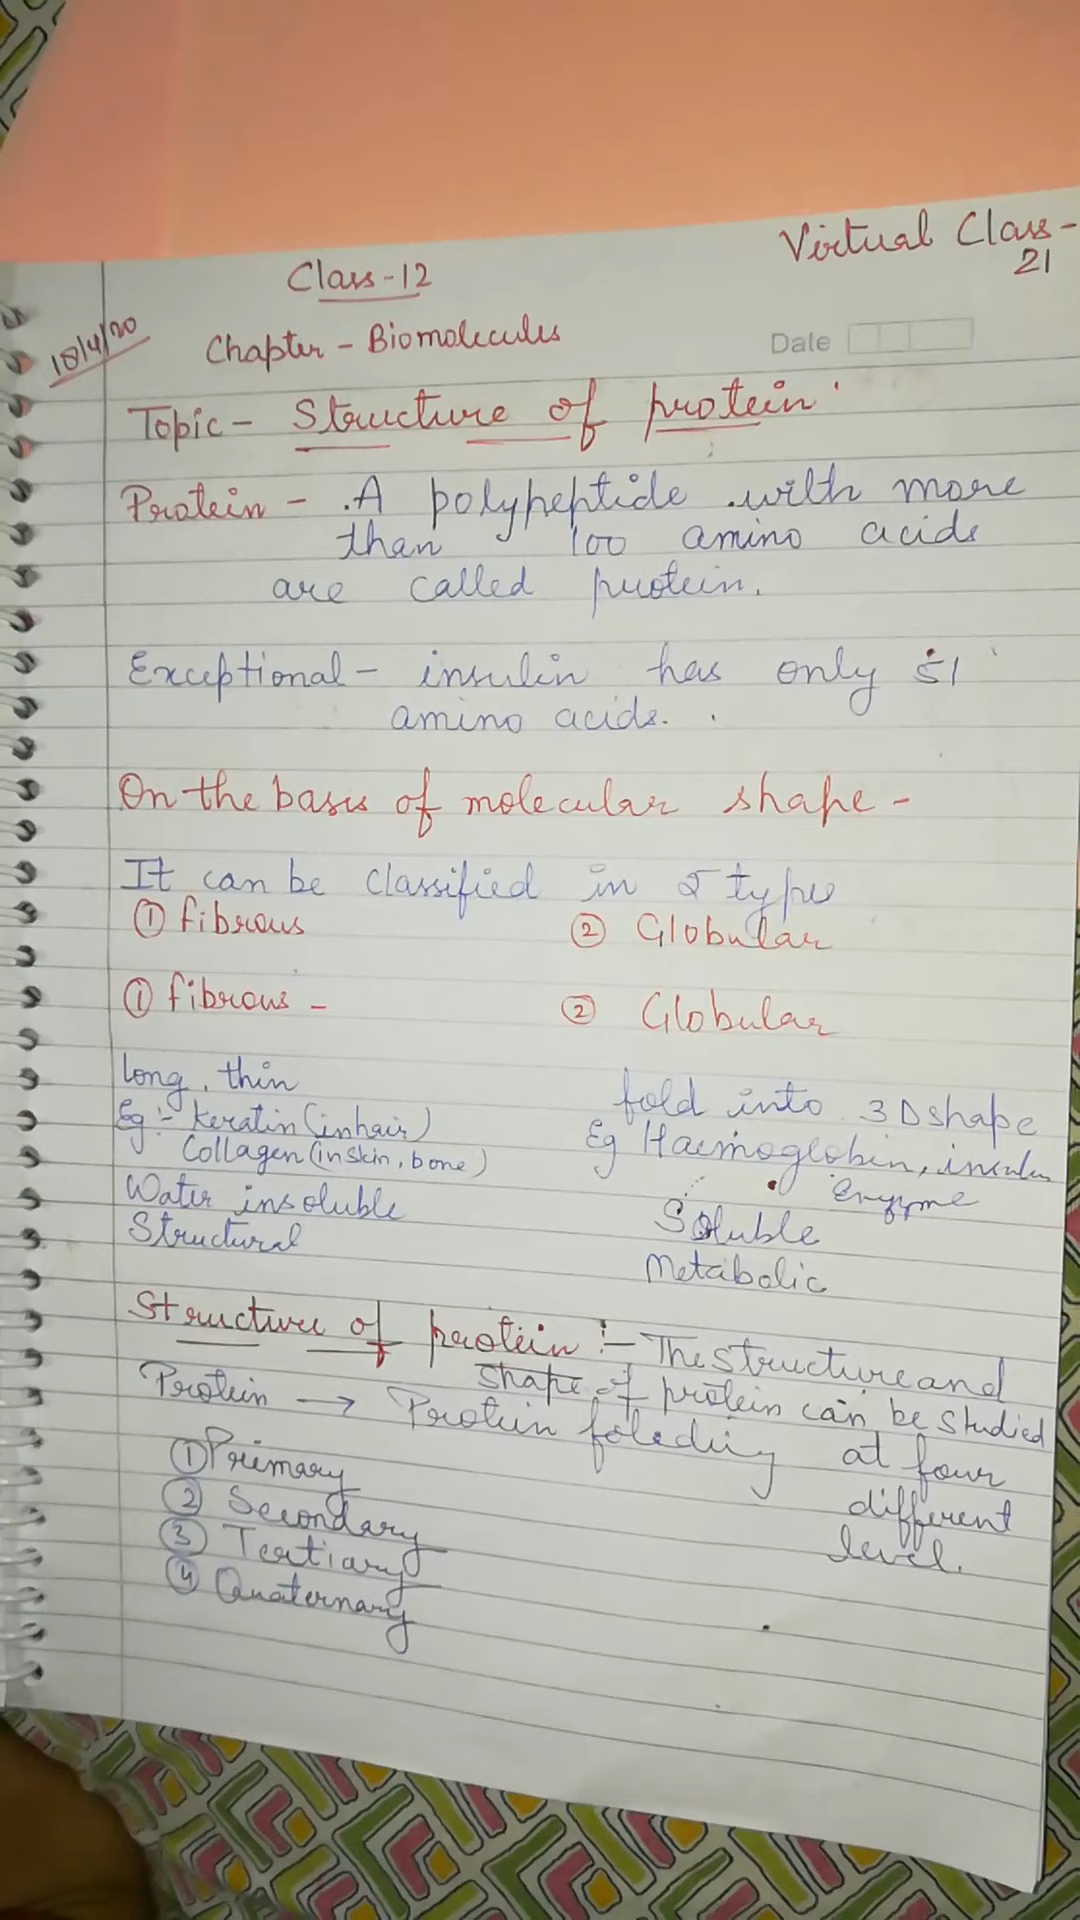 Virtual Class-
21
Class-12
18/4/20
Chapter - Biomolecules
Date
Topic - Structure of protein
Protein - A polypeptide with more
than 100 amino acids
are called protein.
Exceptional - insulin has only 51
amino acids.
On the basis of molecular shape -
It can be classified in 2 type
① fibrous ② Globular
① fibrous - ② Globular
long, thin
fold into 3D shape
Eg :- Keratin (in hair)
Collagen (in skin, bone)
Eg Haemoglobin, insulin
Enzyme
Water insoluble
Soluble
Structural
Metabolic
Structure of protein :- The structure and
shape of protein can be studied
at four
different
level.
Protein → Protein folding
① Primary
② Secondary
③ Tertiary
④ Quaternary